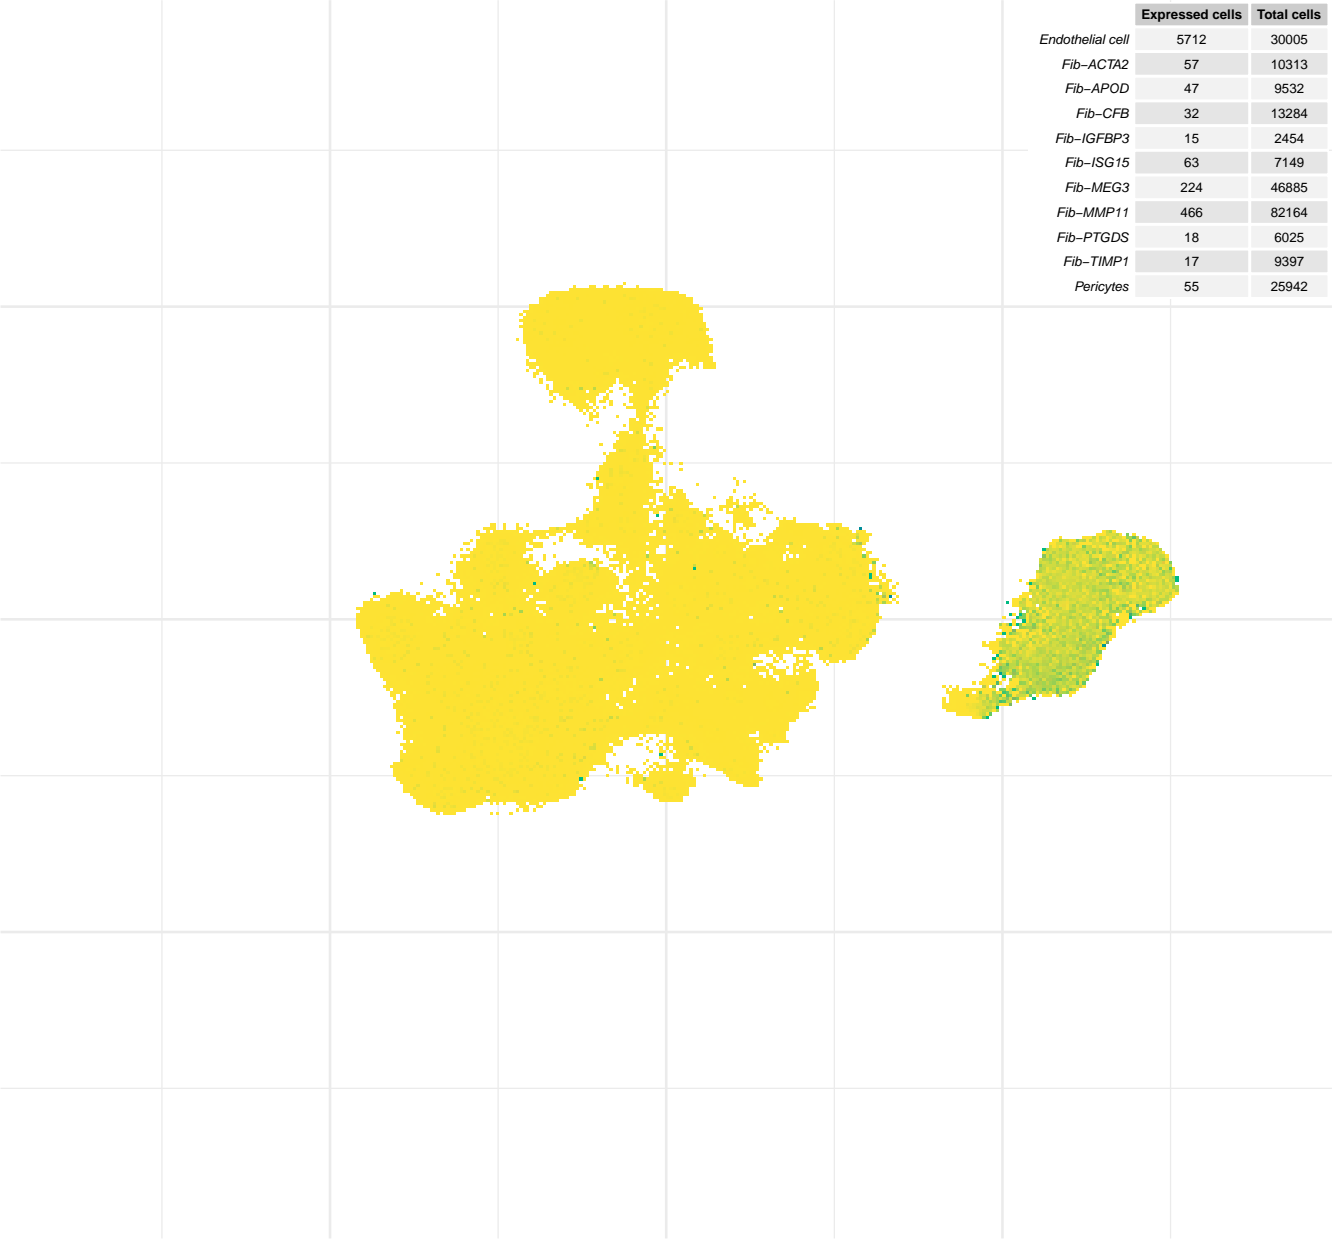 Expressed cells Total cells
Endothelial cell 5712 30005
Fib−ACTA2 57 10313
Fib−APOD 47 9532
Fib−CFB 32 13284
Fib−IGFBP3 15 2454
Fib−ISG15 63 7149
Fib−MEG3 224 46885
Fib−MMP11 466 82164
Fib−PTGDS 18 6025
Fib−TIMP1 17 9397
Pericytes 55 25942